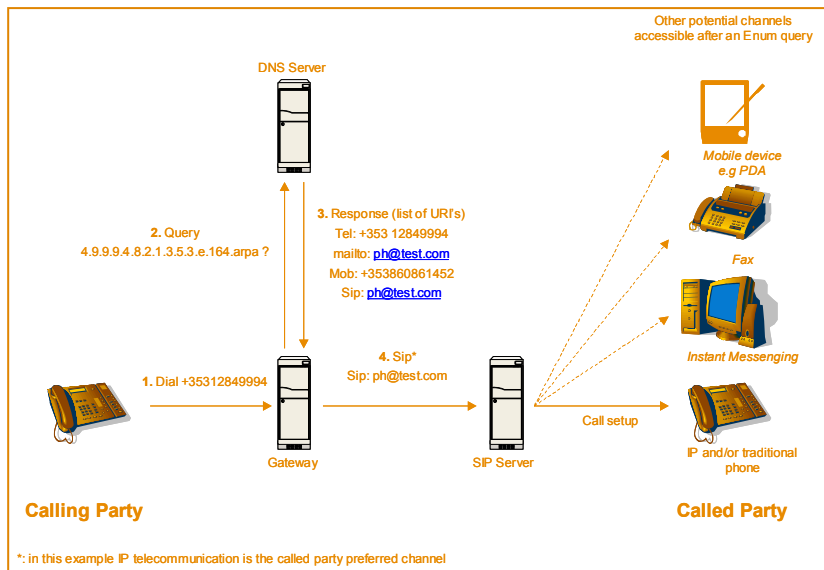 Other potential channels
accessible after an Enum query
DNS Server
Mobile device
e.g PDA
2. Query
4.9.9.9.4.8.2.1.3.5.3.e.164.arpa ?
3. Response (list of URI's)
Tel: +353 12849994
mailto: ph@test.com
Mob: +353860861452
Sip: ph@test.com
Fax
Instant Messenging
1. Dial +35312849994
4. Sip*
Sip: ph@test.com
Call setup
Gateway
SIP Server
IP and/or traditional
phone
Calling Party
Called Party
*: in this example IP telecommunication is the called party preferred channel